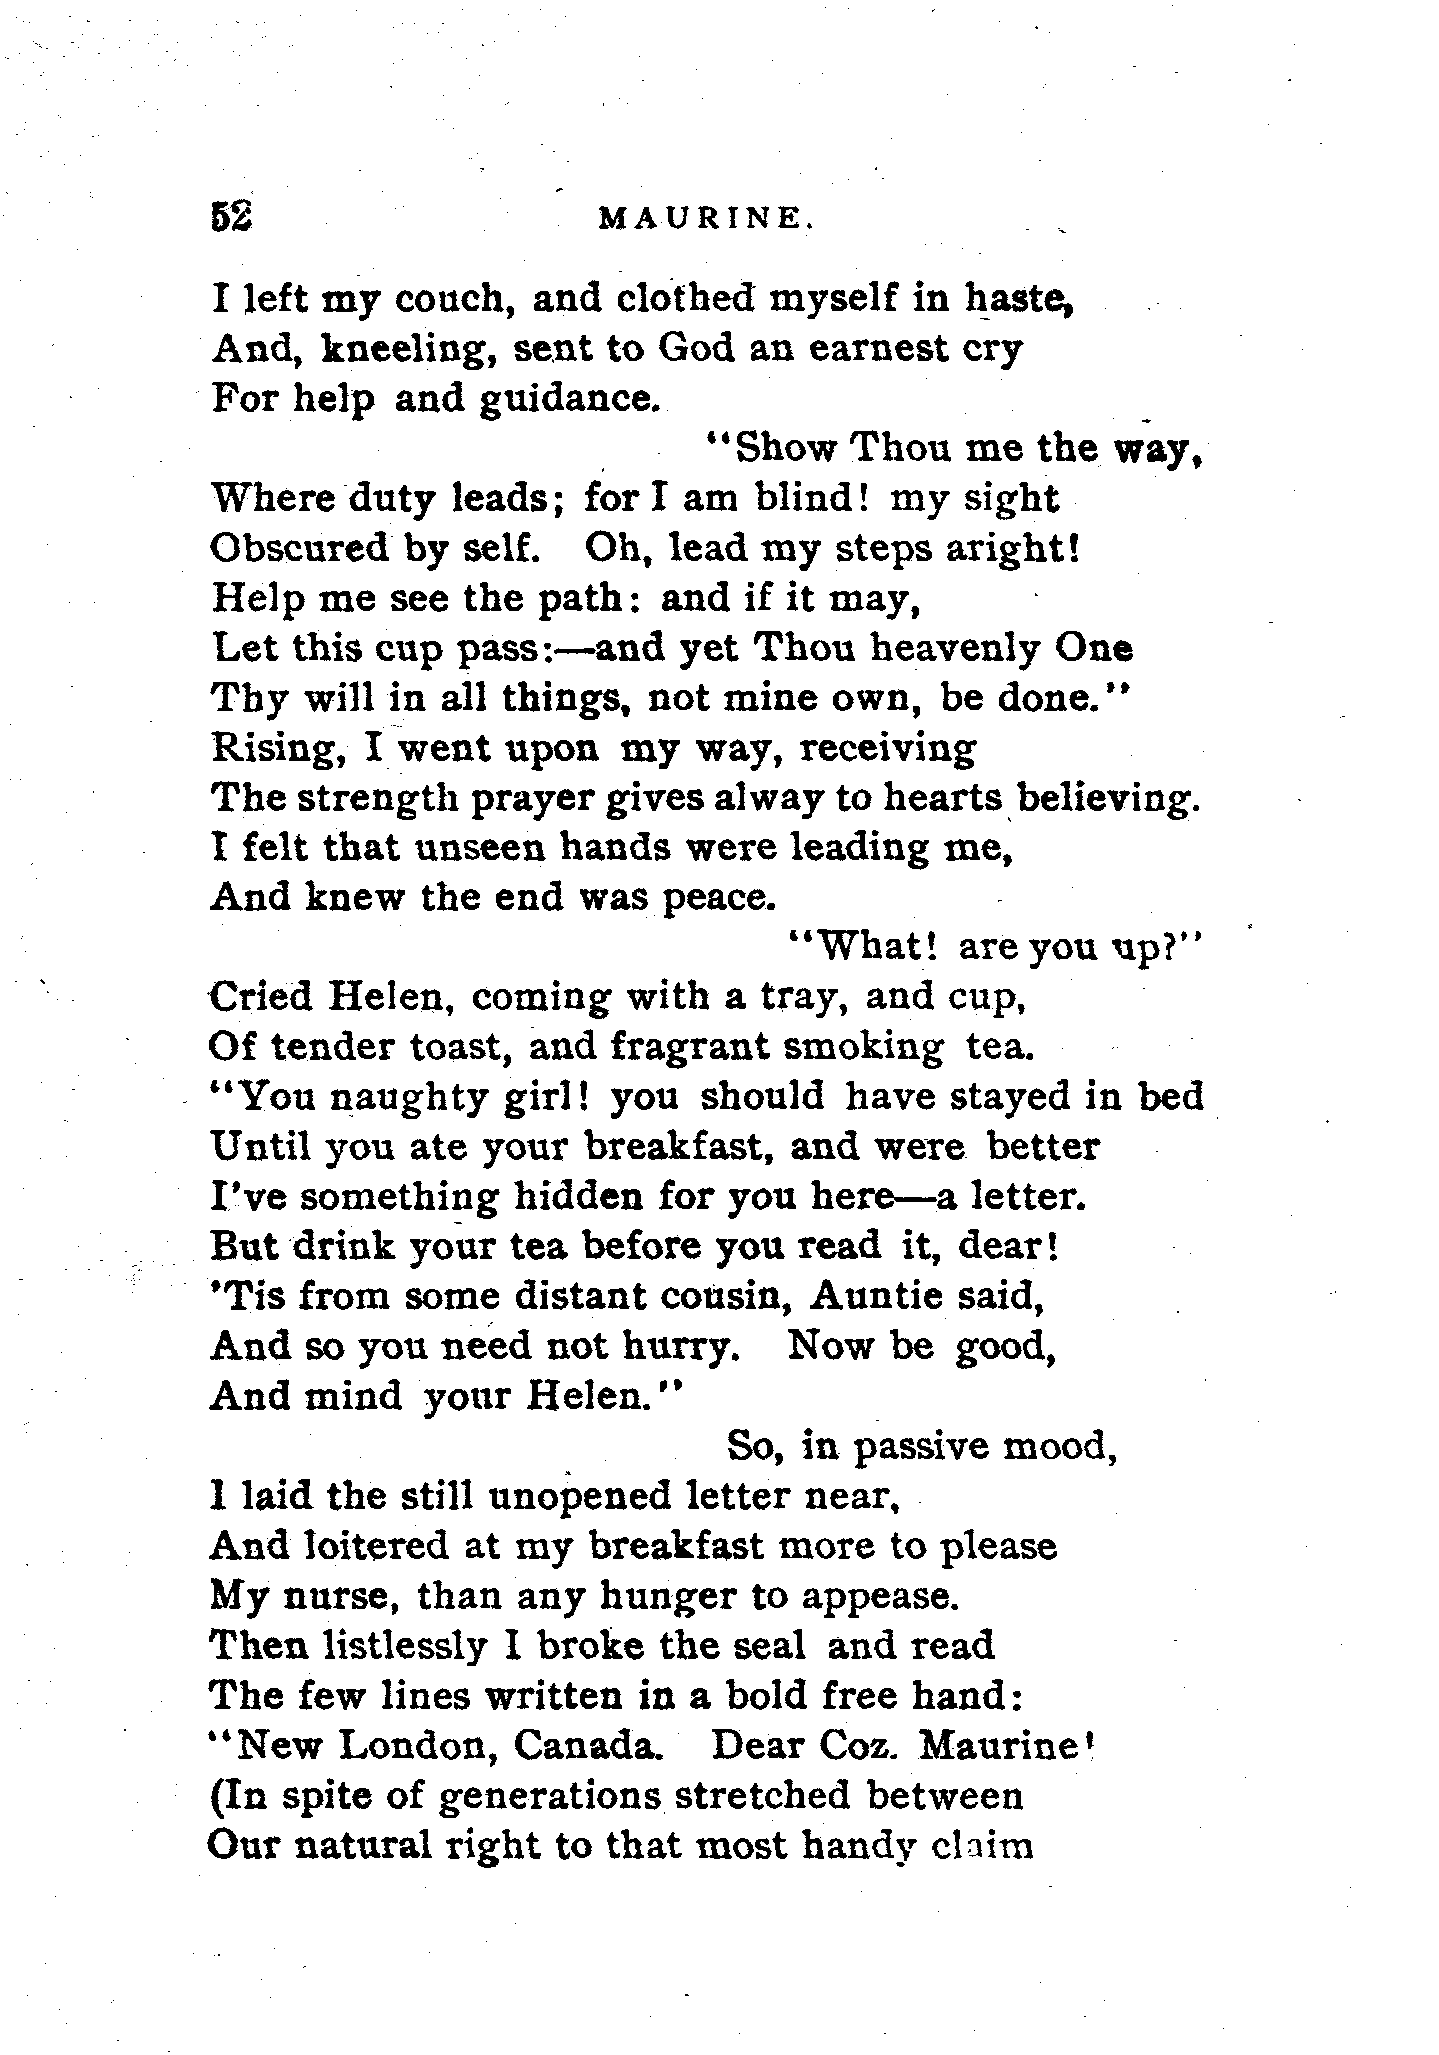 52 MAURINE.
I left my couch, and clothed myself in haste,
And, kneeling, sent to God an earnest cry
For help and guidance.
"Show Thou me the way,
Where duty leads; for I am blind! my sight
Obscured by self. Oh, lead my steps aright!
Help me see the path: and if it may,
Let this cup pass:—and yet Thou heavenly One
Thy will in all things, not mine own, be done."
Rising, I went upon my way, receiving
The strength prayer gives alway to hearts believing.
I felt that unseen hands were leading me,
And knew the end was peace.
"What! are you up?"
Cried Helen, coming with a tray, and cup,
Of tender toast, and fragrant smoking tea.
"You naughty girl! you should have stayed in bed
Until you ate your breakfast, and were better
I've something hidden for you here—a letter.
But drink your tea before you read it, dear!
'Tis from some distant cousin, Auntie said,
And so you need not hurry. Now be good,
And mind your Helen."
So, in passive mood,
I laid the still unopened letter near,
And loitered at my breakfast more to please
My nurse, than any hunger to appease.
Then listlessly I broke the seal and read
The few lines written in a bold free hand:
"New London, Canada. Dear Coz. Maurine!
(In spite of generations stretched between
Our natural right to that most handy claim